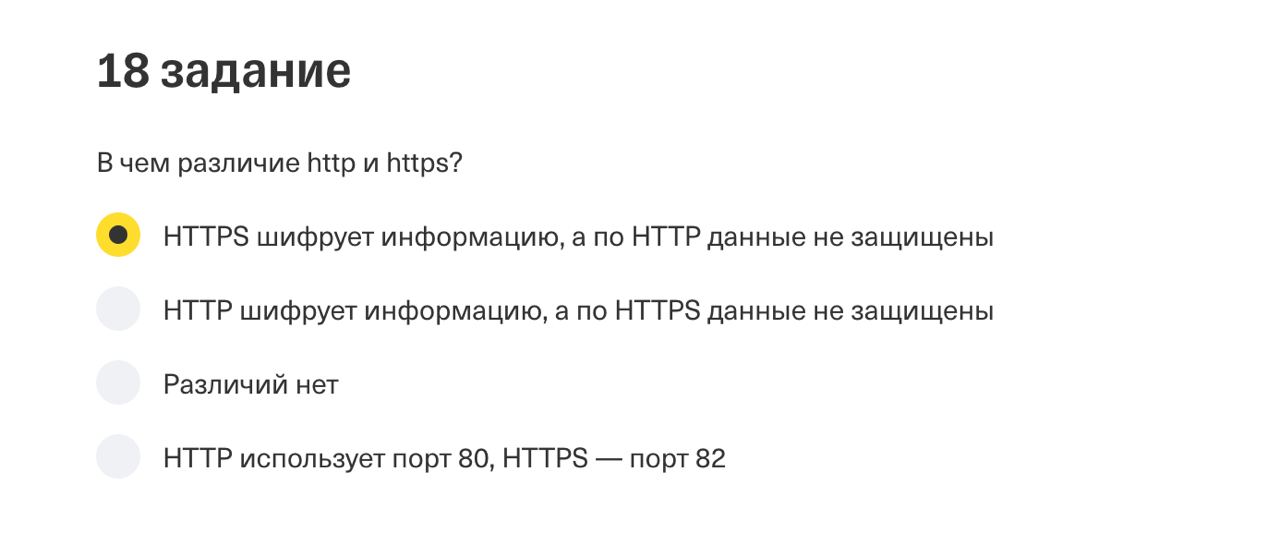 18 задание
В чем различие http и https?
HTTPS шифрует информацию, а по HTTP данные не защищены
HTTP шифрует информацию, а по HTTPS данные не защищены
Различий нет
HTTP использует порт 80, HTTPS — порт 82